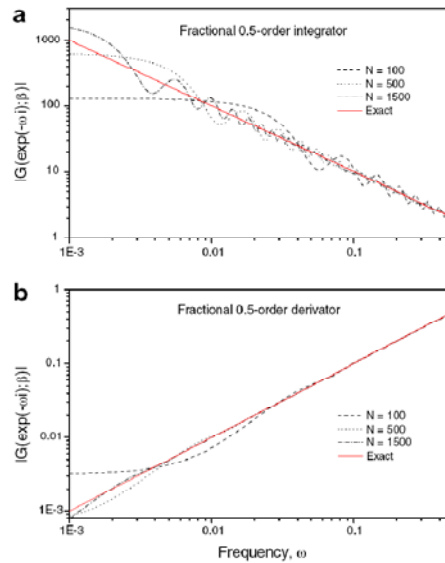 a
Fractional 0.5-order integrator
1000
100
10
1
|G(exp(-ωi);β)|
N = 100
N = 500
N = 1500
Exact
1E-3
0.01
0.1
b
1
Fractional 0.5-order derivator
0.1
0.01
1E-3
|G(exp(-ωi);β)|
N = 100
N = 500
N = 1500
Exact
1E-3
0.01
0.1
Frequency, ω